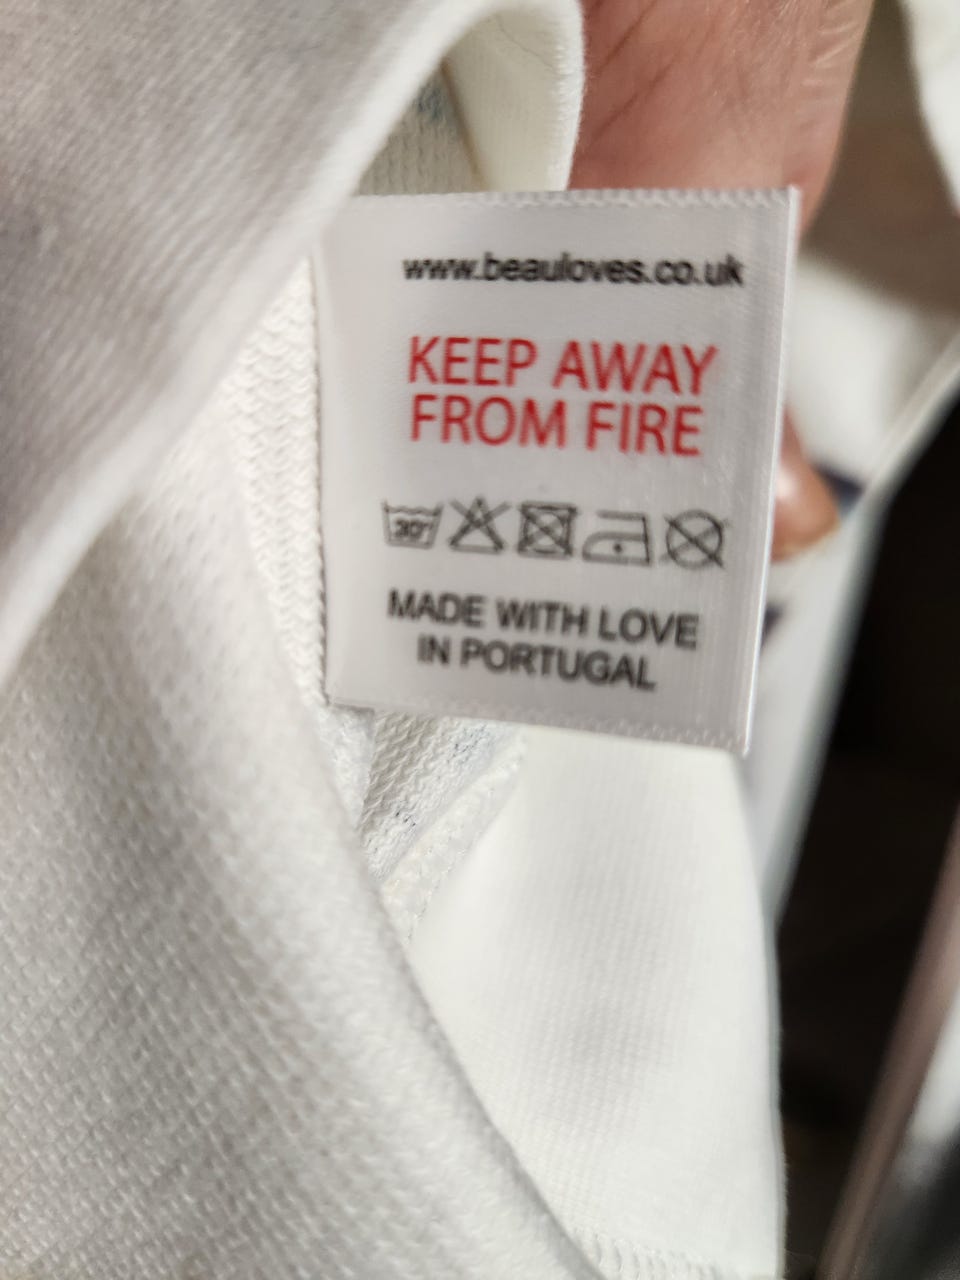 www.beauloves.co.uk
KEEP AWAY
FROM FIRE
30°
MADE WITH LOVE
IN PORTUGAL